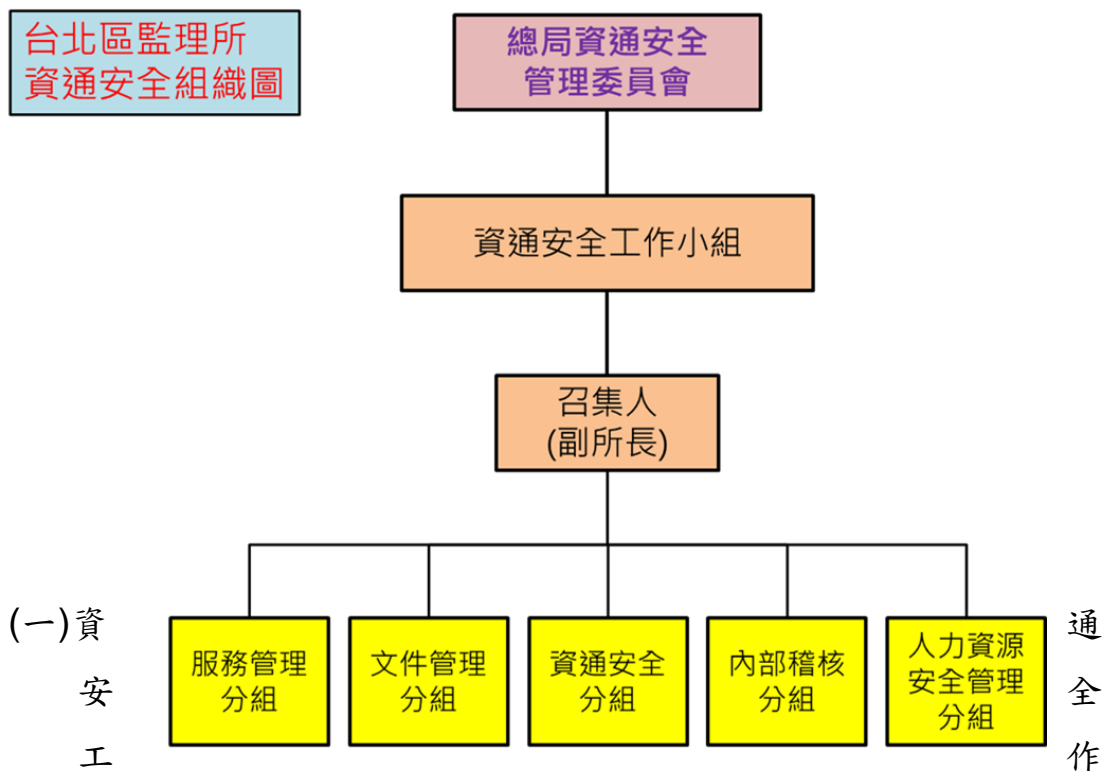 台北區監理所
資通安全組織圖
總局資通安全
管理委員會
資通安全工作小組
召集人
(副所長)
服務管理
分組
文件管理
分組
資通安全
分組
內部稽核
分組
人力資源
安全管理
分組
(一)資通
安全
工作